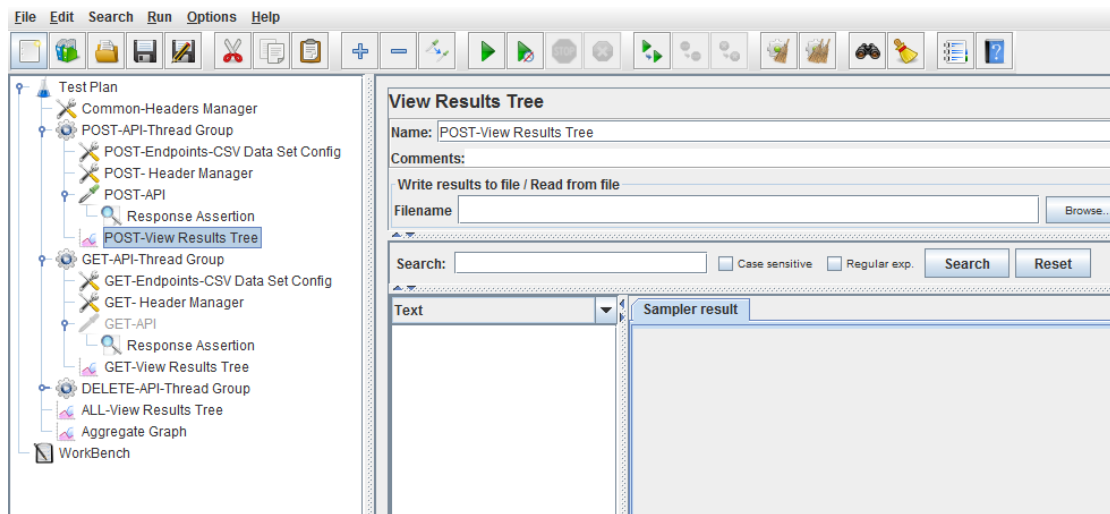 File Edit Search Run Options Help
STOP
Test Plan
Common-Headers Manager
POST-API-Thread Group
POST-Endpoints-CSV Data Set Config
POST- Header Manager
POST-API
Response Assertion
POST-View Results Tree
GET-API-Thread Group
GET-Endpoints-CSV Data Set Config
GET- Header Manager
GET-API
Response Assertion
GET-View Results Tree
DELETE-API-Thread Group
ALL-View Results Tree
Aggregate Graph
WorkBench
View Results Tree
Name: POST-View Results Tree
Comments:
Write results to file / Read from file
Filename Browse...
Search: Case sensitive Regular exp. Search Reset
Text Sampler result